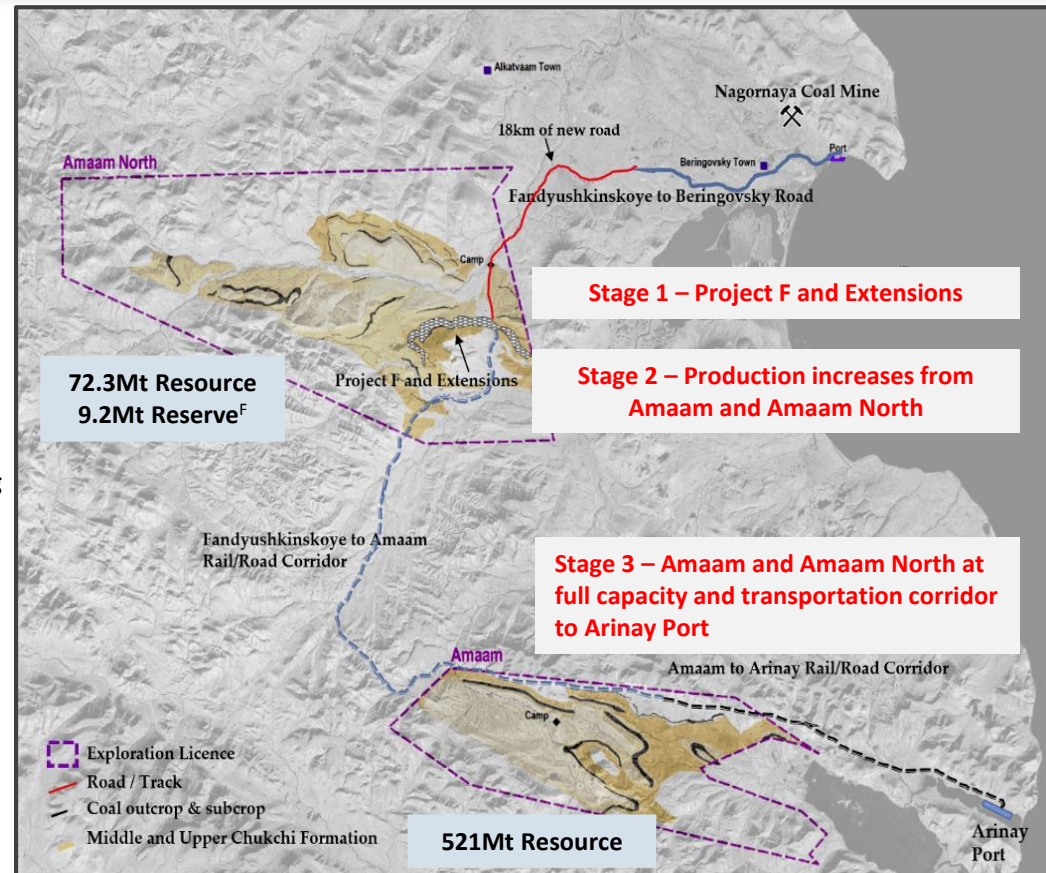 Alkatvaam Town
Nagornaya Coal Mine
18km of new road
Port
Amaam North
Beringovsky Town
Fandyushkinskoye to Beringovsky Road
Camp
Stage 1 – Project F and Extensions
72.3Mt Resource
9.2Mt Reserveᶠ
Project F and Extensions
Stage 2 – Production increases from
Amaam and Amaam North
Fandyushkinskoye to Amaam
Rail/Road Corridor
Stage 3 – Amaam and Amaam North at
full capacity and transportation corridor
to Arinay Port
Amaam
Amaam to Arinay Rail/Road Corridor
Camp
Exploration Licence
Road / Track
Coal outcrop & subcrop
Middle and Upper Chukchi Formation
521Mt Resource
Arinay
Port